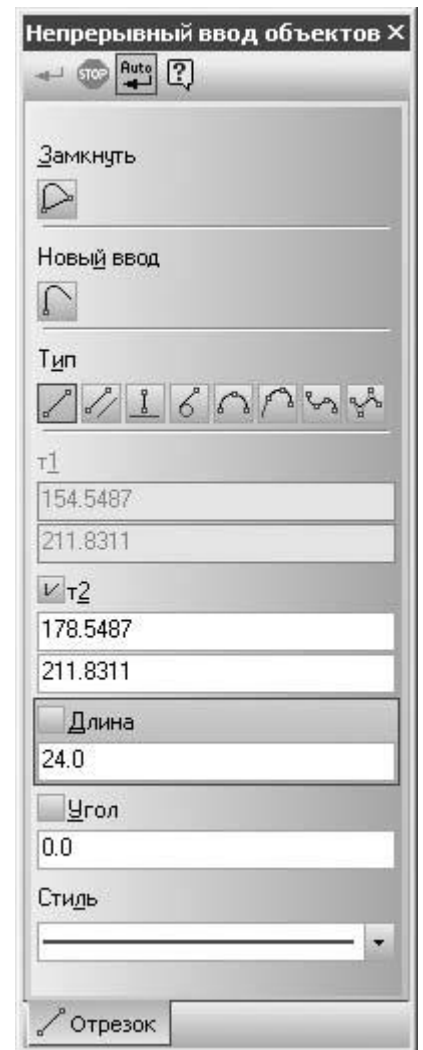 Непрерывный ввод объектов ×
STOP Auto ?
Замкнуть
Новый ввод
Тип
т1
154.5487
211.8311
т2
178.5487
211.8311
Длина
24.0
Угол
0.0
Стиль
Отрезок